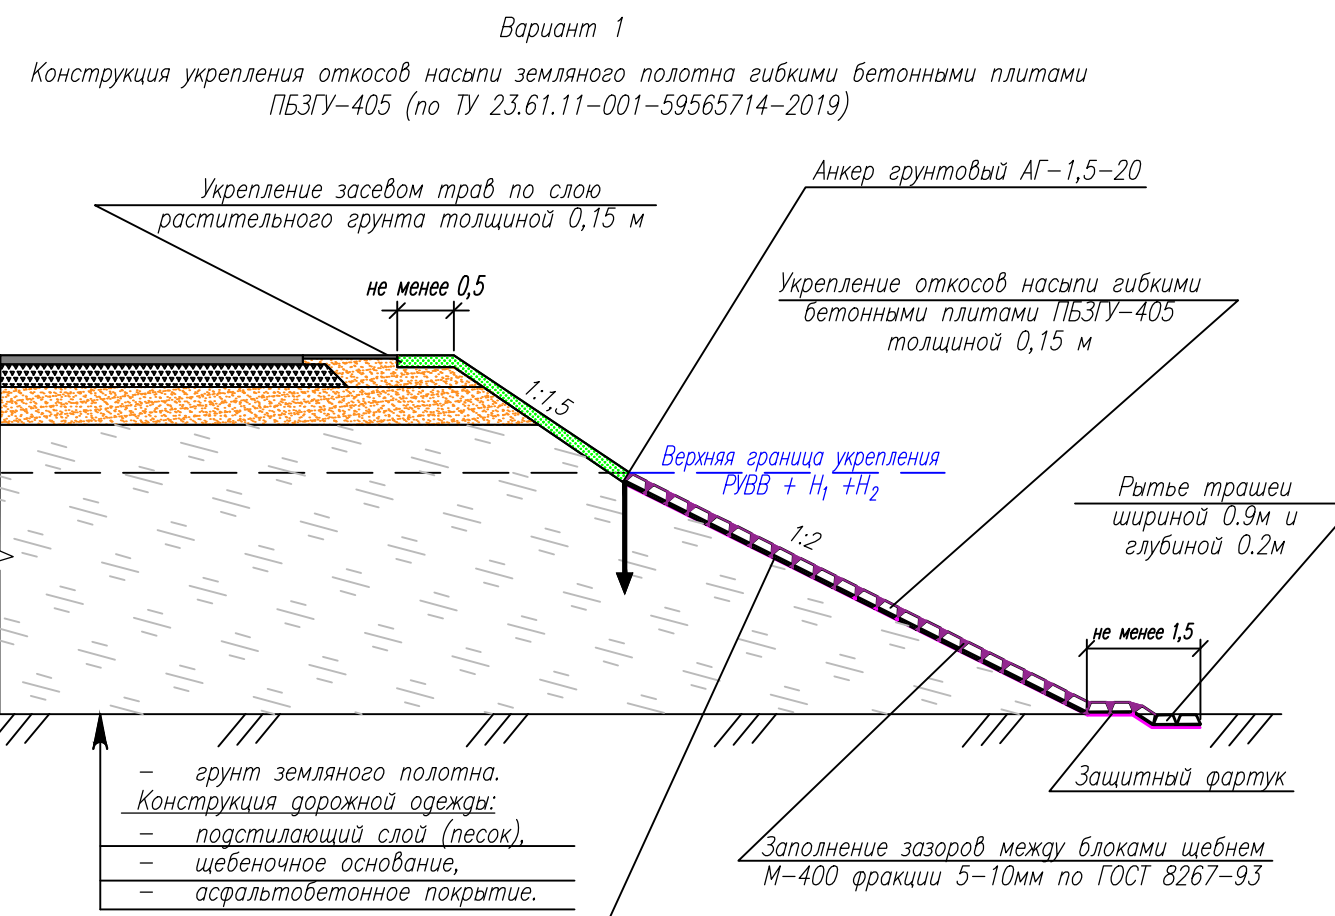 Вариант 1
Конструкция укрепления откосов насыпи земляного полотна гибкими бетонными плитами
ПБЗГУ-405 (по ТУ 23.61.11-001-59565714-2019)
Анкер грунтовый АГ-1,5-20
Укрепление засевом трав по слою
растительного грунта толщиной 0,15 м
не менее 0,5
Укрепление откосов насыпи гибкими
бетонными плитами ПБЗГУ-405
толщиной 0,15 м
1:1,5
Верхняя граница укрепления
РУВВ + Н₁ +Н₂
Рытье трашеи
шириной 0.9м и
глубиной 0.2м
1:2
не менее 1,5
- грунт земляного полотна.
Конструкция дорожной одежды:
- подстилающий слой (песок),
- щебеночное основание,
- асфальтобетонное покрытие.
Защитный фартук
Заполнение зазоров между блоками щебнем
М-400 фракции 5-10мм по ГОСТ 8267-93